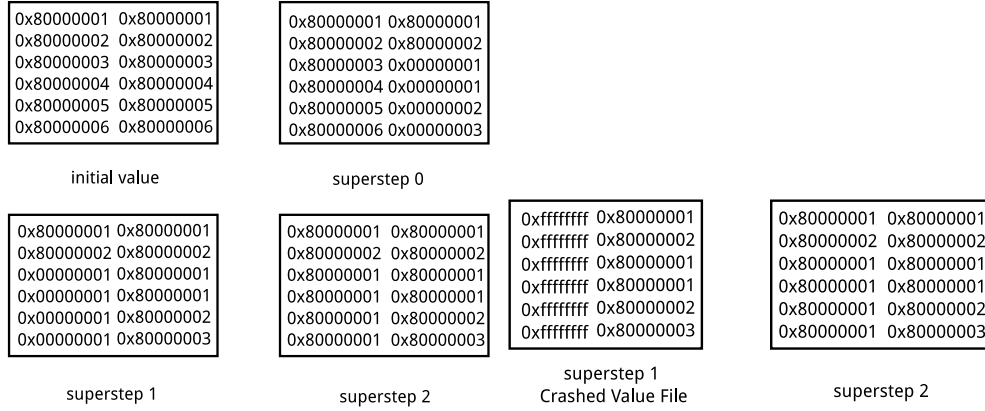 0x80000001 0x80000001
0x80000002 0x80000002
0x80000003 0x80000003
0x80000004 0x80000004
0x80000005 0x80000005
0x80000006 0x80000006
initial value
0x80000001 0x80000001
0x80000002 0x80000002
0x80000003 0x00000001
0x80000004 0x00000001
0x80000005 0x00000002
0x80000006 0x00000003
superstep 0
0x80000001 0x80000001
0x80000002 0x80000002
0x00000001 0x80000001
0x00000001 0x80000001
0x00000001 0x80000002
0x00000001 0x80000003
superstep 1
0x80000001 0x80000001
0x80000002 0x80000002
0x80000001 0x80000001
0x80000001 0x80000001
0x80000001 0x80000002
0x80000001 0x80000003
superstep 2
0xffffffff 0x80000001
0xffffffff 0x80000002
0xffffffff 0x80000001
0xffffffff 0x80000001
0xffffffff 0x80000002
0xffffffff 0x80000003
superstep 1
Crashed Value File
0x80000001 0x80000001
0x80000002 0x80000002
0x80000001 0x80000001
0x80000001 0x80000001
0x80000001 0x80000002
0x80000001 0x80000003
superstep 2